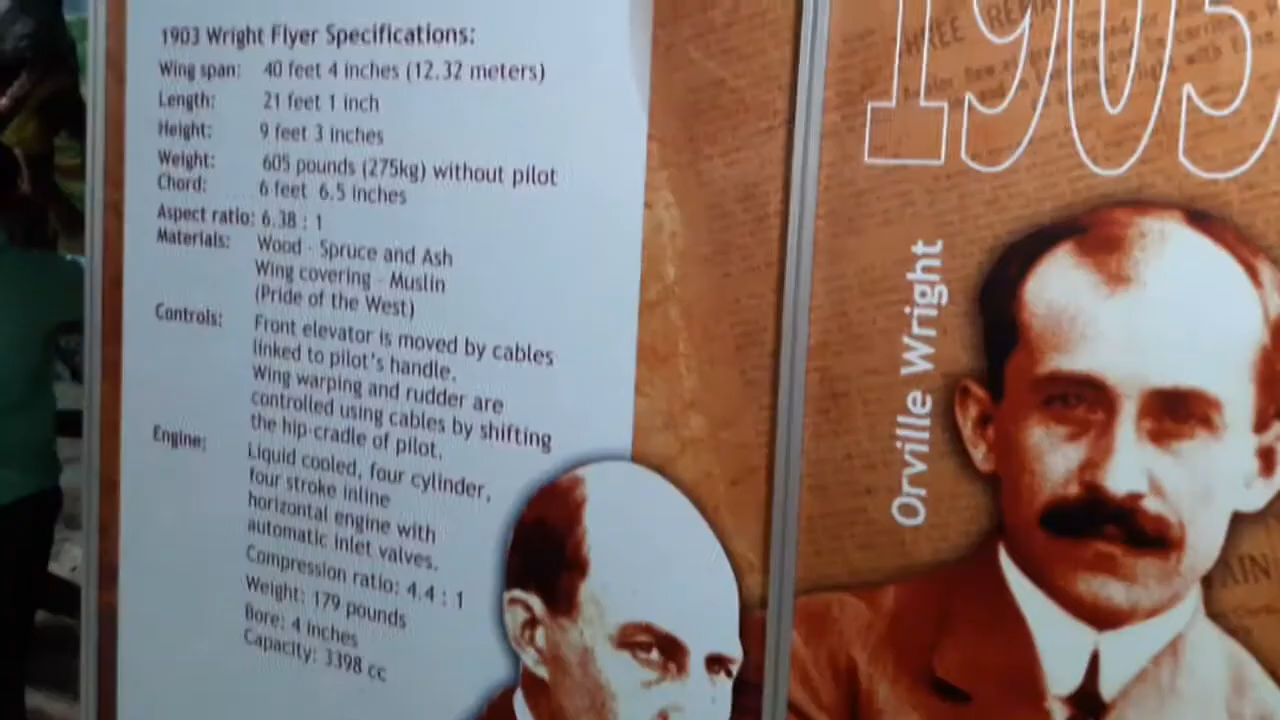 1903 Wright Flyer Specifications:
Wing span: 40 feet 4 inches (12.32 meters)
Length: 21 feet 1 inch
Height: 9 feet 3 inches
Weight: 605 pounds (275kg) without pilot
Chord: 6 feet 6.5 inches
Aspect ratio: 6.38 : 1
Materials: Wood - Spruce and Ash
Wing covering - Muslin
(Pride of the West)
Controls: Front elevator is moved by cables
linked to pilot's handle.
Wing warping and rudder are
controlled using cables by shifting
the hip-cradle of pilot.
Engine: Liquid cooled, four cylinder,
four stroke inline
horizontal engine with
automatic inlet valves.
Compression ratio: 4.4 : 1
Weight: 179 pounds
Bore: 4 inches
Capacity: 3398 cc
1903
Orville Wright